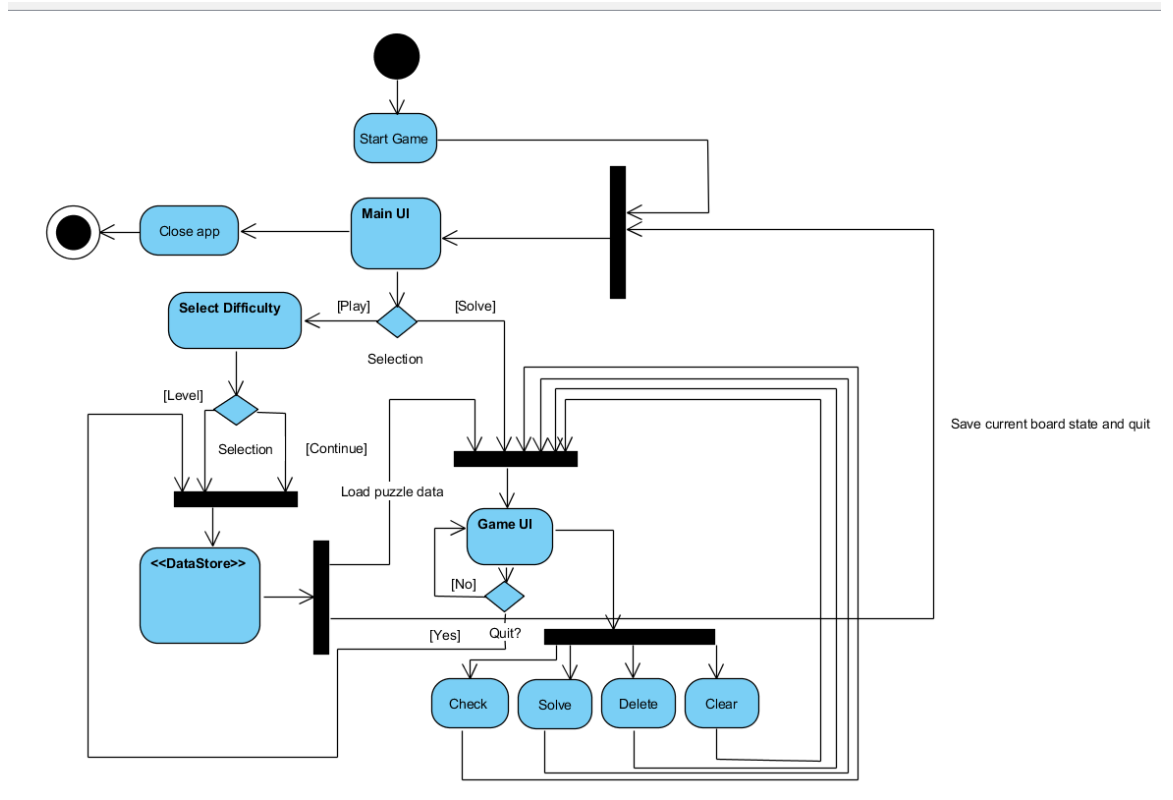 Start Game
Main UI
Close app
Select Difficulty
[Play]
[Solve]
Selection
[Level]
Selection
[Continue]
Save current board state and quit
Load puzzle data
Game UI
<<DataStore>>
[No]
[Yes]
Quit?
Check
Solve
Delete
Clear